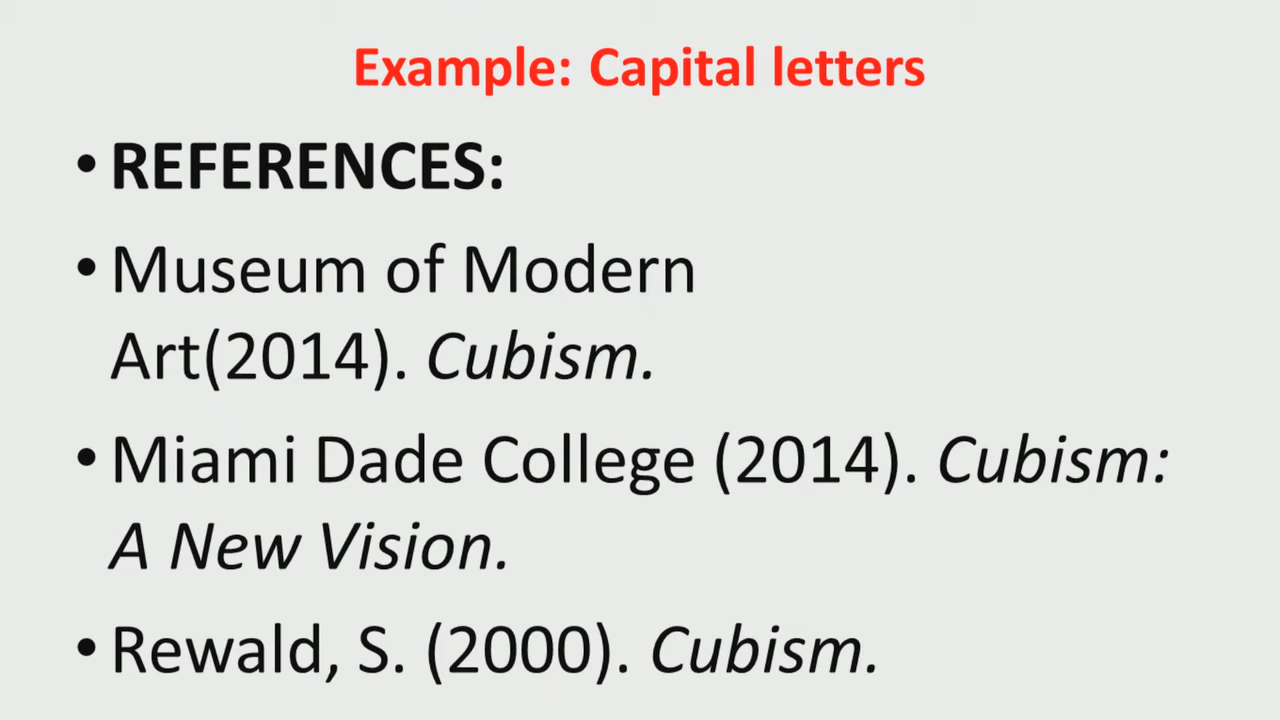 Example: Capital letters
• REFERENCES:
• Museum of Modern
Art(2014). Cubism.
• Miami Dade College (2014). Cubism:
A New Vision.
• Rewald, S. (2000). Cubism.